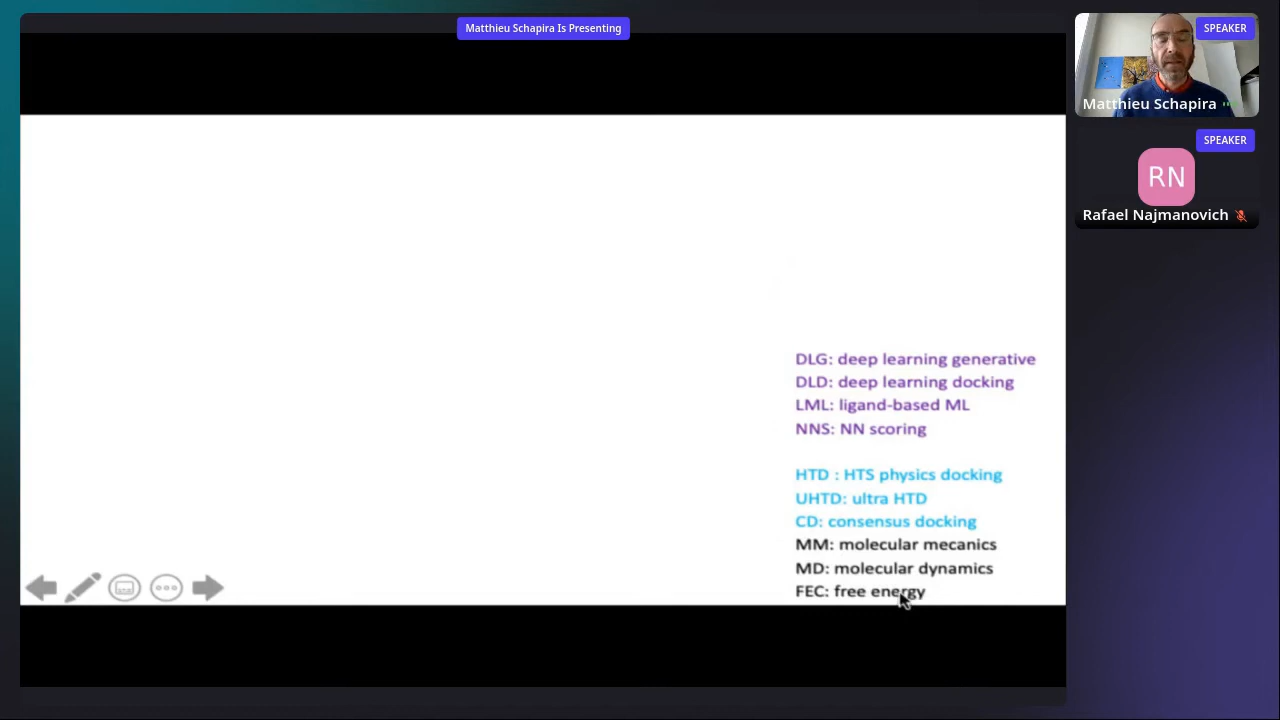 Matthieu Schapira Is Presenting
SPEAKER
Matthieu Schapira
SPEAKER
RN
Rafael Najmanovich
DLG: deep learning generative
DLD: deep learning docking
LML: ligand-based ML
NNS: NN scoring
HTD : HTS physics docking
UHTD: ultra HTD
CD: consensus docking
MM: molecular mecanics
MD: molecular dynamics
FEC: free energy